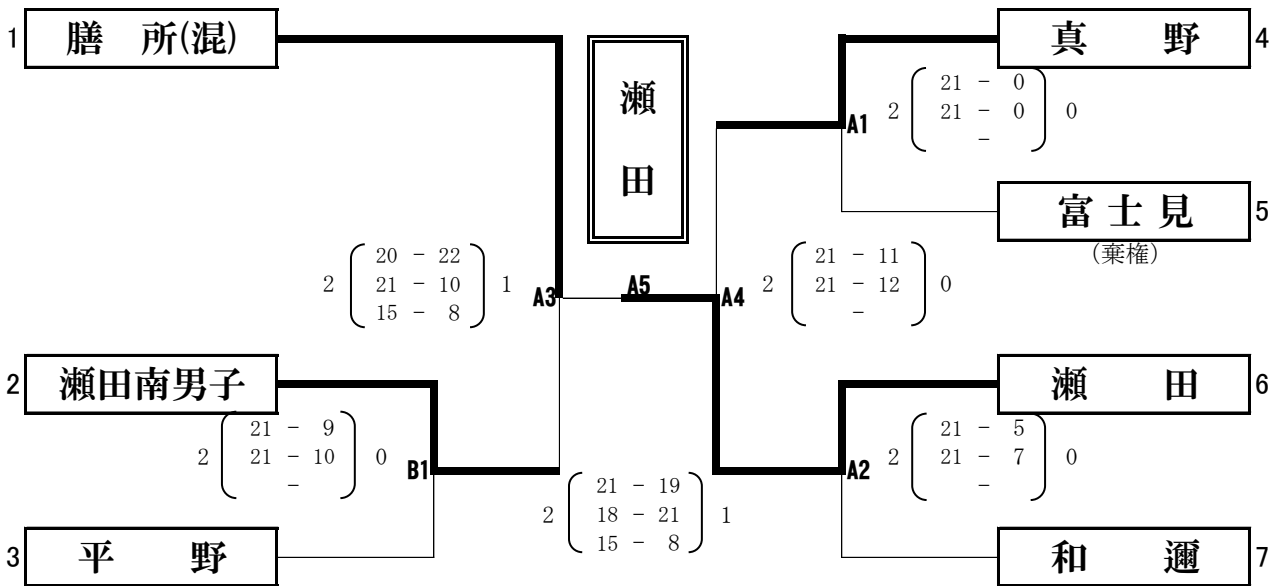 1 膳 所(混)
瀬田
真 野 4
21 - 0
2 21 - 0 0
-
A1
富 士 見 5
(棄権)
20 - 22
2 21 - 10 1
15 - 8
A3
A5
A4
21 - 11
2 21 - 12 0
-
2 瀬田南男子
瀬 田 6
21 - 9
2 21 - 10 0
-
B1
21 - 5
A2 2 21 - 7 0
-
21 - 19
2 18 - 21 1
15 - 8
3 平 野
和 邇 7